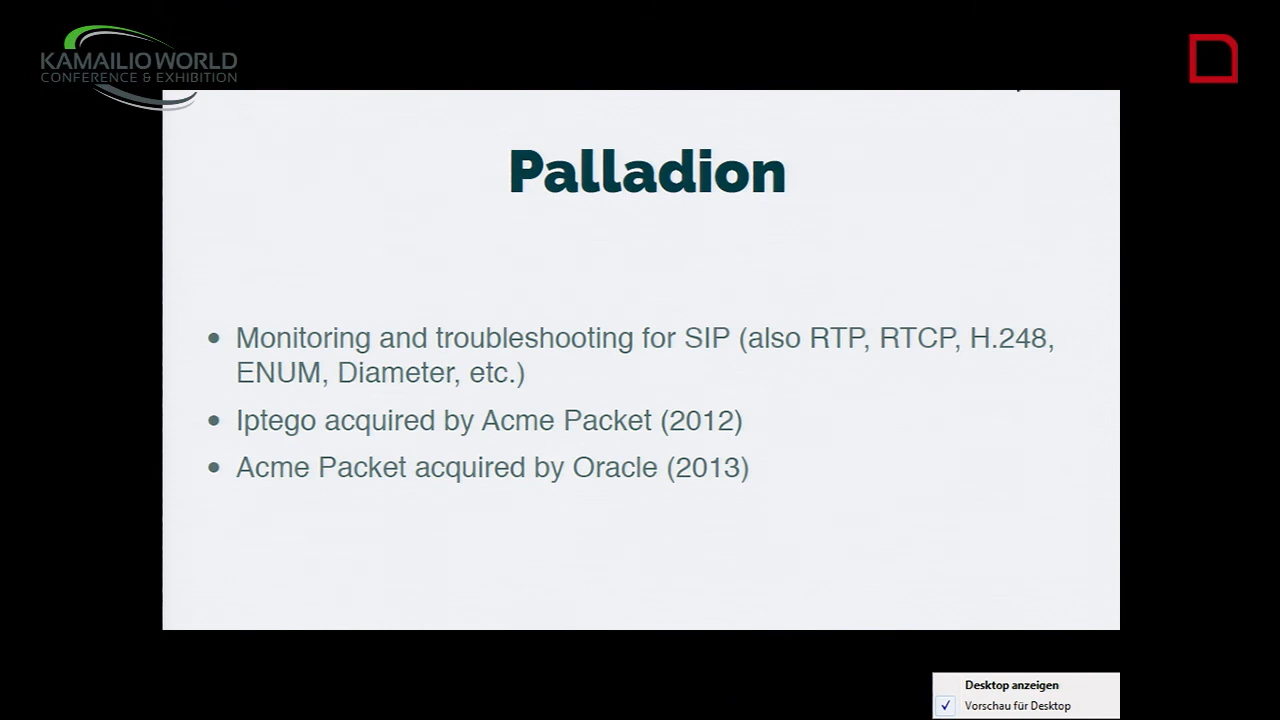 KAMAILIO WORLD
CONFERENCE & EXHIBITION
Palladion
• Monitoring and troubleshooting for SIP (also RTP, RTCP, H.248,
ENUM, Diameter, etc.)
• Iptego acquired by Acme Packet (2012)
• Acme Packet acquired by Oracle (2013)
Desktop anzeigen
✓ Vorschau für Desktop